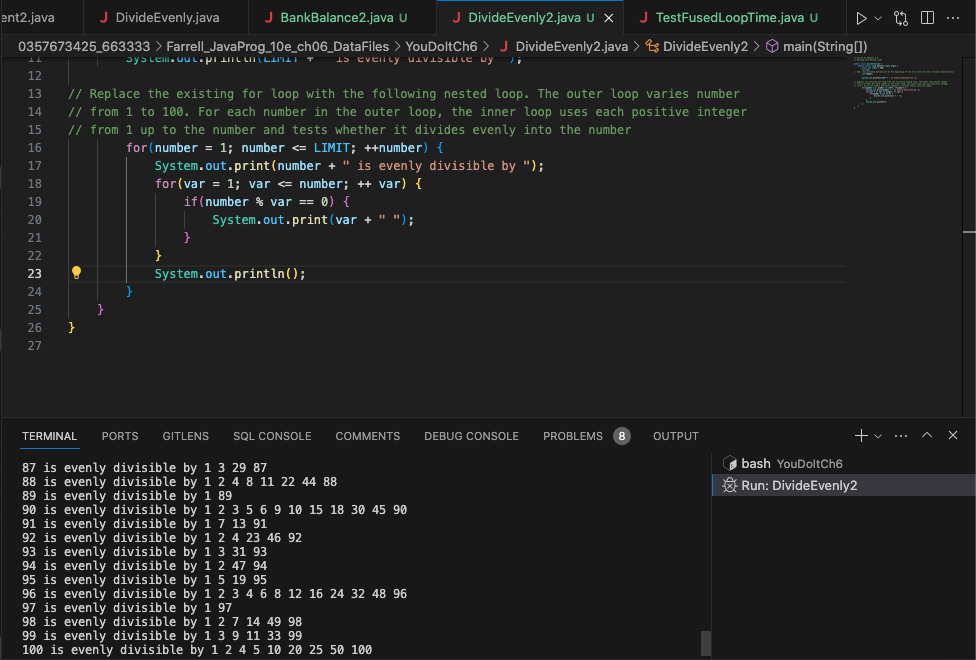 ent2.java J DivideEvenly.java J BankBalance2.java U J DivideEvenly2.java U J TestFusedLoopTime.java U
0357673425_663333 > Farrell_JavaProg_10e_ch06_DataFiles > YouDoItCh6 > J DivideEvenly2.java > DivideEvenly2 > main(String[])
11 System.out.println(LIMIT + " is evenly divisible by ");
12
13 // Replace the existing for loop with the following nested loop. The outer loop varies number
14 // from 1 to 100. For each number in the outer loop, the inner loop uses each positive integer
15 // from 1 up to the number and tests whether it divides evenly into the number
16 for(number = 1; number <= LIMIT; ++number) {
17 System.out.print(number + " is evenly divisible by ");
18 for(var = 1; var <= number; ++ var) {
19 if(number % var == 0) {
20 System.out.print(var + " ");
21 }
22 }
23 System.out.println();
24 }
25 }
26 }
27
TERMINAL PORTS GITLENS SQL CONSOLE COMMENTS DEBUG CONSOLE PROBLEMS 8 OUTPUT
87 is evenly divisible by 1 3 29 87
88 is evenly divisible by 1 2 4 8 11 22 44 88
89 is evenly divisible by 1 89
90 is evenly divisible by 1 2 3 5 6 9 10 15 18 30 45 90
91 is evenly divisible by 1 7 13 91
92 is evenly divisible by 1 2 4 23 46 92
93 is evenly divisible by 1 3 31 93
94 is evenly divisible by 1 2 47 94
95 is evenly divisible by 1 5 19 95
96 is evenly divisible by 1 2 3 4 6 8 12 16 24 32 48 96
97 is evenly divisible by 1 97
98 is evenly divisible by 1 2 7 14 49 98
99 is evenly divisible by 1 3 9 11 33 99
100 is evenly divisible by 1 2 4 5 10 20 25 50 100
bash YouDoItCh6
Run: DivideEvenly2